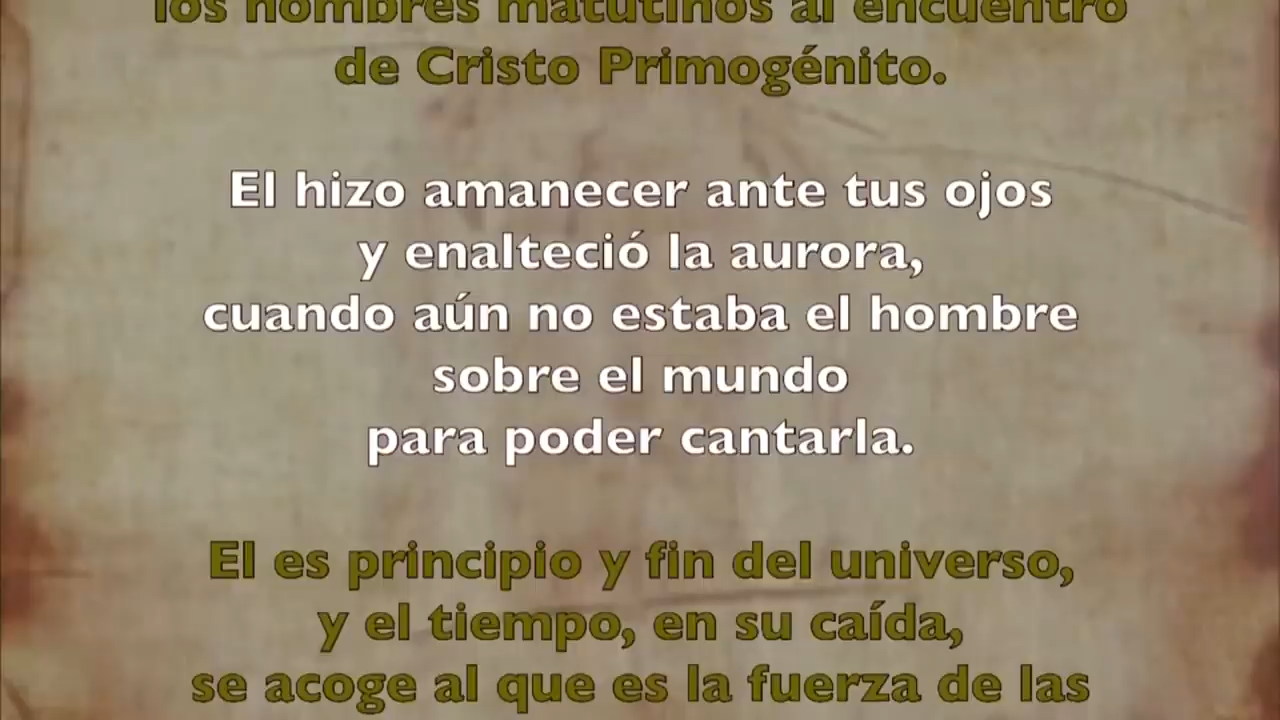 los hombres matutinos al encuentro
de Cristo Primogénito.
El hizo amanecer ante tus ojos
y enalteció la aurora,
cuando aún no estaba el hombre
sobre el mundo
para poder cantarla.
El es principio y fin del universo,
y el tiempo, en su caída,
se acoge al que es la fuerza de las